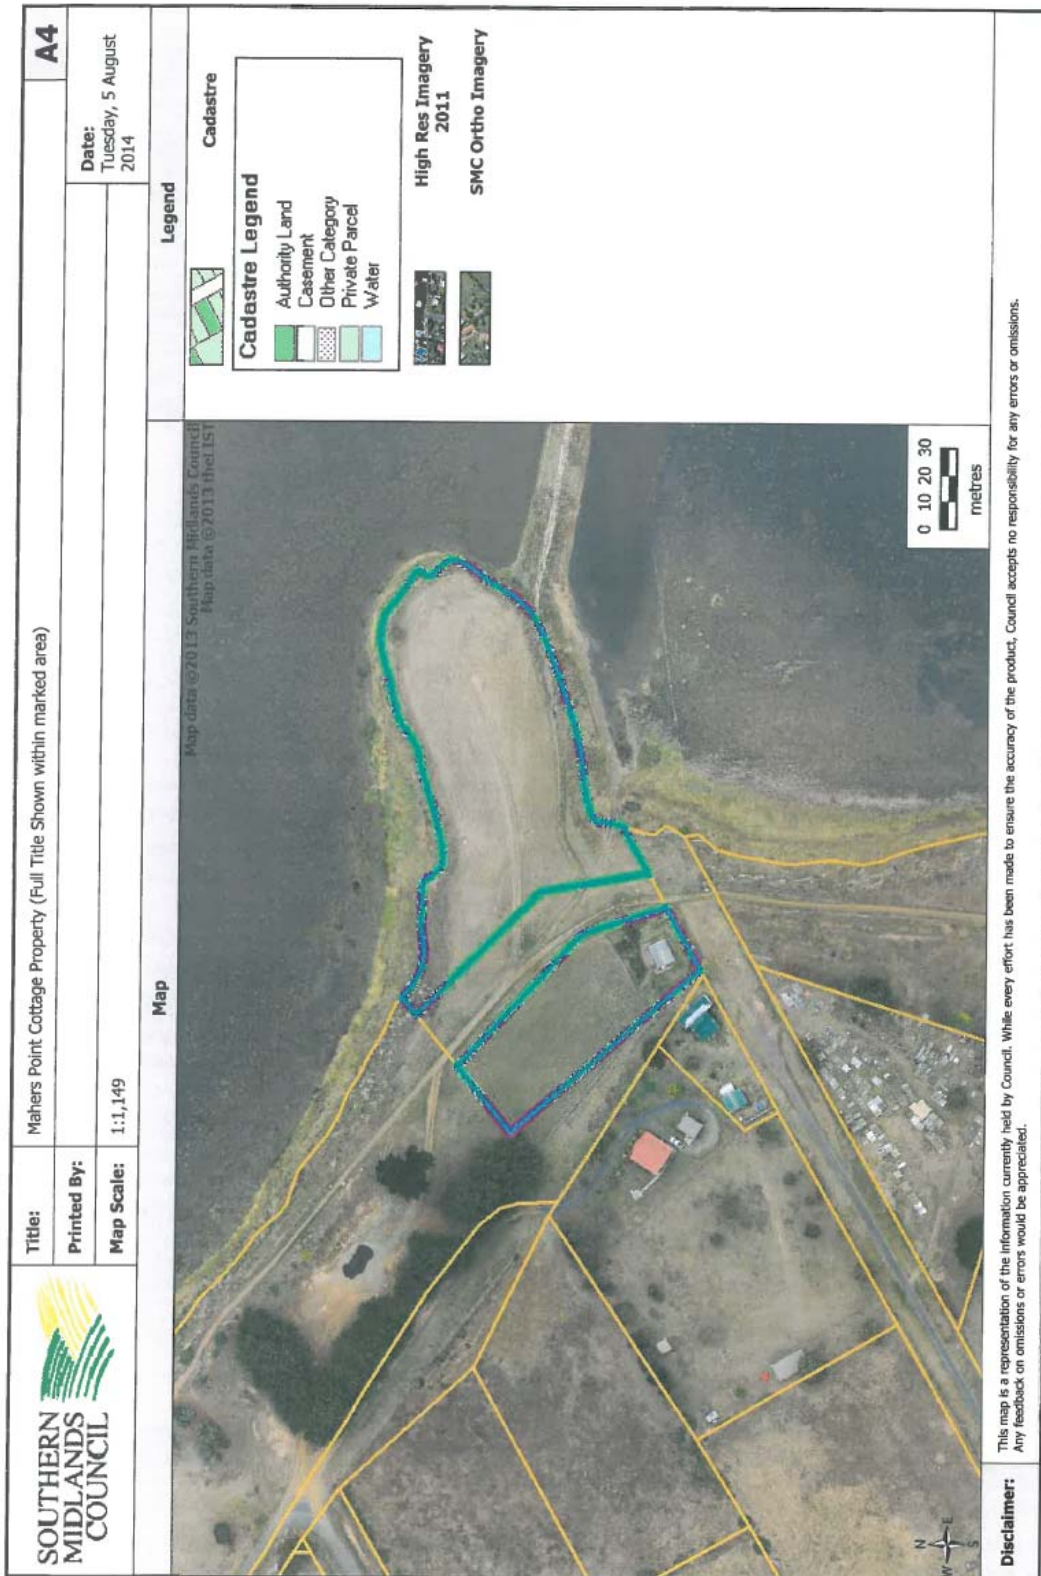 SOUTHERN
MIDLANDS
COUNCIL
Title:
Mahers Point Cottage Property (Full Title Shown within marked area)
A4
Printed By:
Date:
Tuesday, 5 August
2014
Map Scale:
1:1,149
Map
Legend
Map data ©2013 Southern Midlands Council
Map data ©2013 theLIST
Cadastre
Cadastre Legend
Authority Land
Casement
Other Category
Private Parcel
Water
High Res Imagery
2011
SMC Ortho Imagery
0 10 20 30
metres
N
W E
S
Disclaimer:
This map is a representation of the information currently held by Council. While every effort has been made to ensure the accuracy of the product, Council accepts no responsibility for any errors or omissions.
Any feedback on omissions or errors would be appreciated.